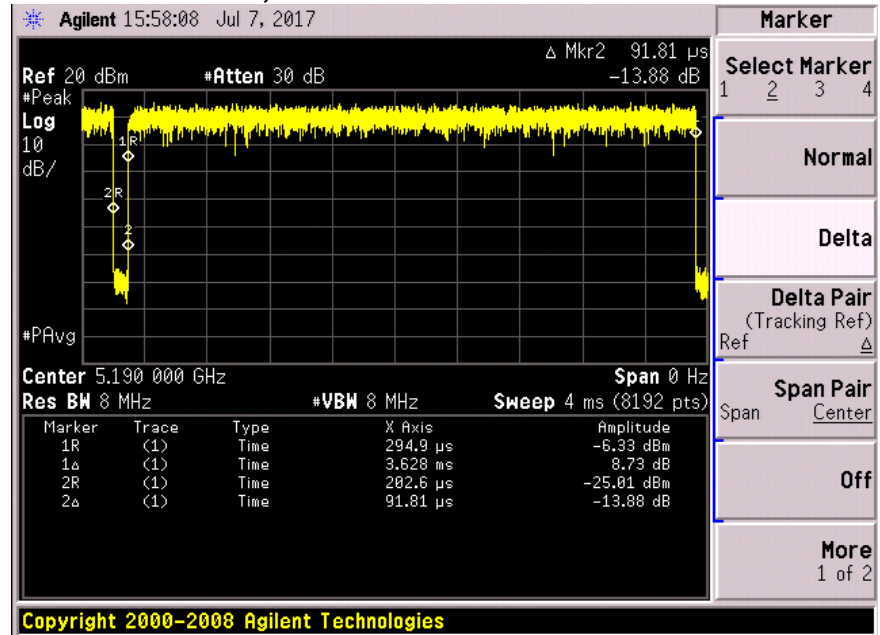 Agilent 15:58:08 Jul 7, 2017
Marker
Δ Mkr2 91.81 µs
Ref 20 dBm #Atten 30 dB -13.88 dB
#Peak
Log
10
dB/
1R
2R
2
#PAvg
Center 5.190 000 GHz Span 0 Hz
Res BW 8 MHz #VBW 8 MHz Sweep 4 ms (8192 pts)
Marker Trace Type X Axis Amplitude
1R (1) Time 294.9 µs -6.33 dBm
1Δ (1) Time 3.628 ms 8.73 dB
2R (1) Time 202.6 µs -25.01 dBm
2Δ (1) Time 91.81 µs -13.88 dB
Select Marker
1 2 3 4
Normal
Delta
Delta Pair
(Tracking Ref)
Ref Δ
Span Pair
Span Center
Off
More
1 of 2
Copyright 2000-2008 Agilent Technologies